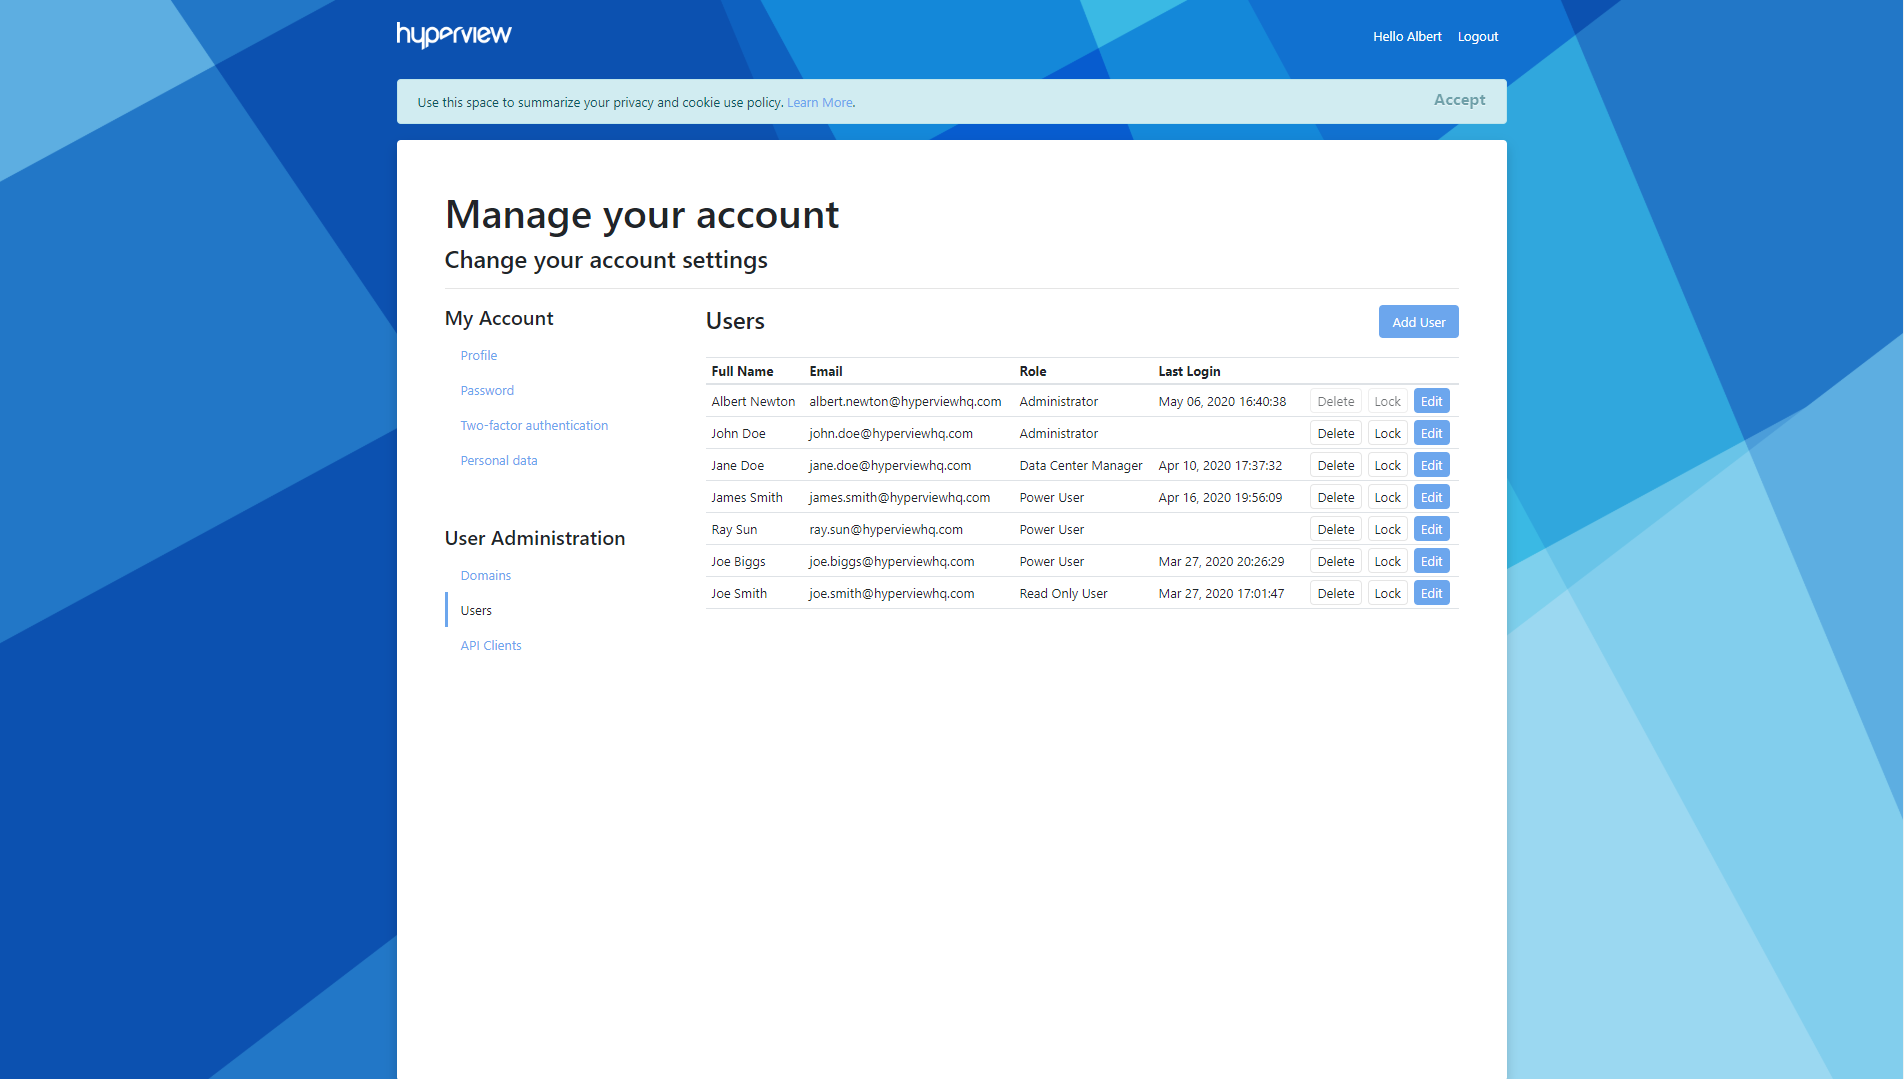 hyperview
Hello Albert Logout
Use this space to summarize your privacy and cookie use policy. Learn More. Accept
Manage your account
Change your account settings
My Account
Profile
Password
Two-factor authentication
Personal data
User Administration
Domains
Users
API Clients
Users Add User
Full Name Email Role Last Login
Albert Newton albert.newton@hyperviewhq.com Administrator May 06, 2020 16:40:38 Delete Lock Edit
John Doe john.doe@hyperviewhq.com Administrator Delete Lock Edit
Jane Doe jane.doe@hyperviewhq.com Data Center Manager Apr 10, 2020 17:37:32 Delete Lock Edit
James Smith james.smith@hyperviewhq.com Power User Apr 16, 2020 19:56:09 Delete Lock Edit
Ray Sun ray.sun@hyperviewhq.com Power User Delete Lock Edit
Joe Biggs joe.biggs@hyperviewhq.com Power User Mar 27, 2020 20:26:29 Delete Lock Edit
Joe Smith joe.smith@hyperviewhq.com Read Only User Mar 27, 2020 17:01:47 Delete Lock Edit